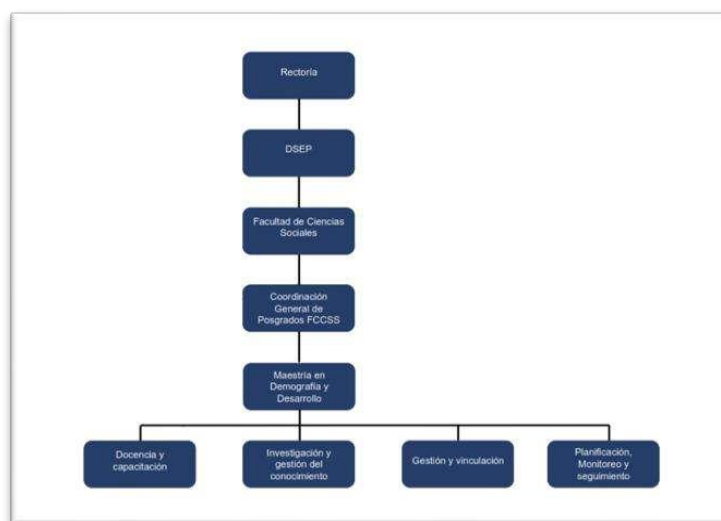 Rectoría
DSEP
Facultad de Ciencias
Sociales
Coordinación
General de
Posgrados FCCSS
Maestría en
Demografía y
Desarrollo
Docencia y
capacitación
Investigación y
gestión del
conocimiento
Gestión y vinculación
Planificación,
Monitoreo y
seguimiento